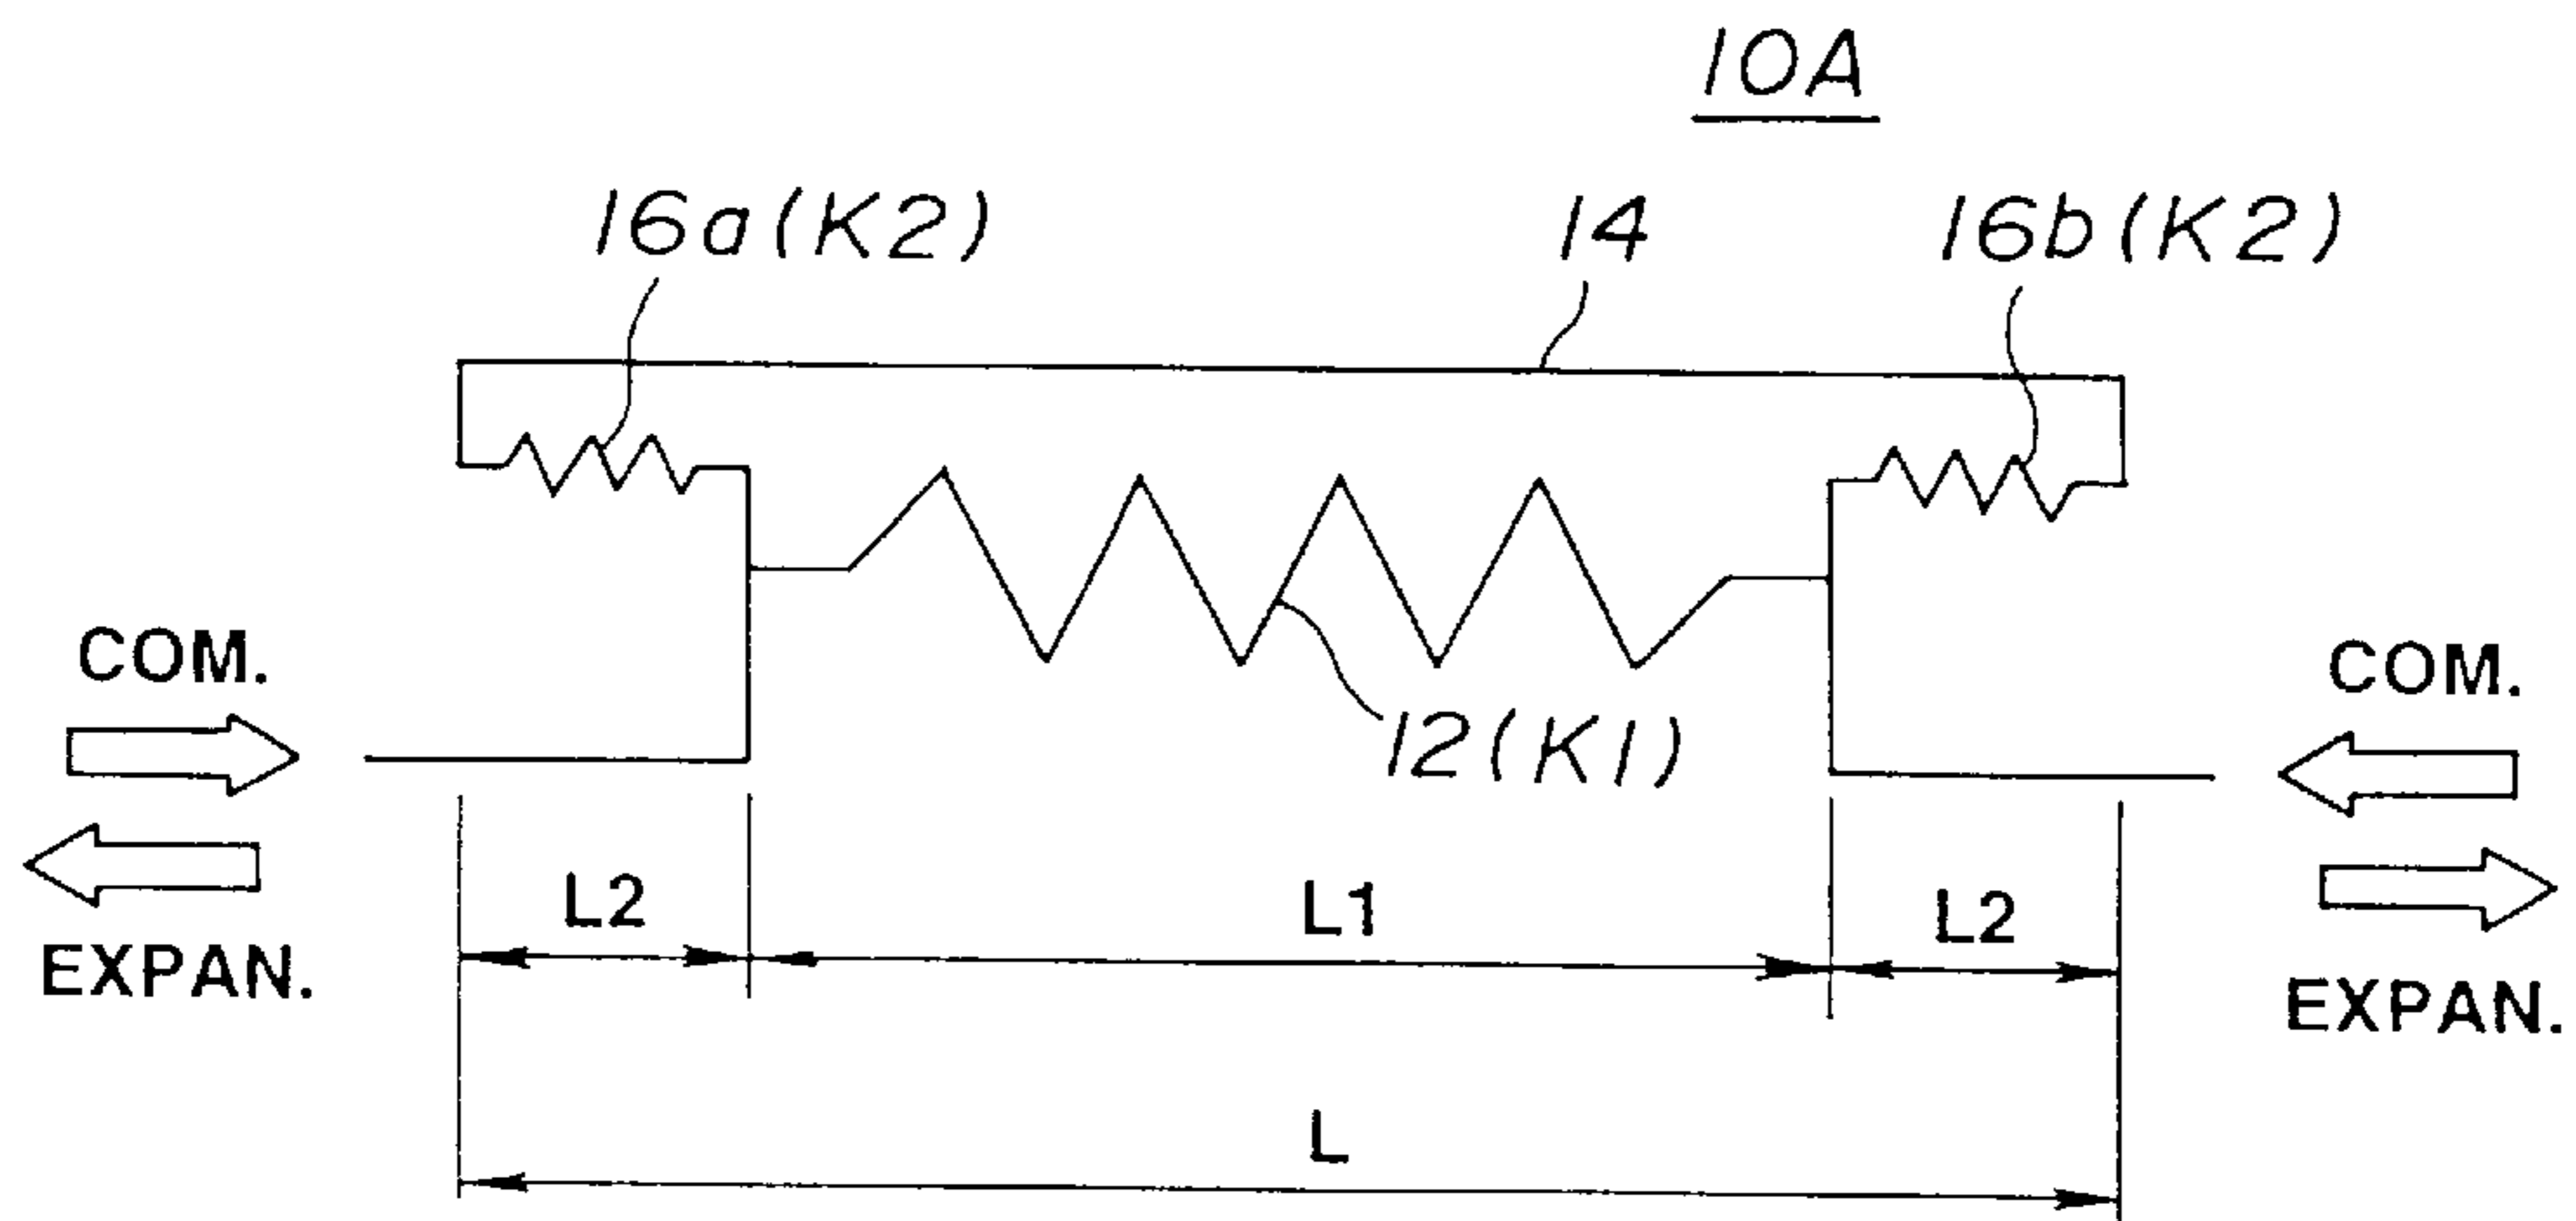 10A
16a(K2) 14 16b(K2)
COM. COM.
12(K1)
L2 L1 L2
EXPAN. EXPAN.
L